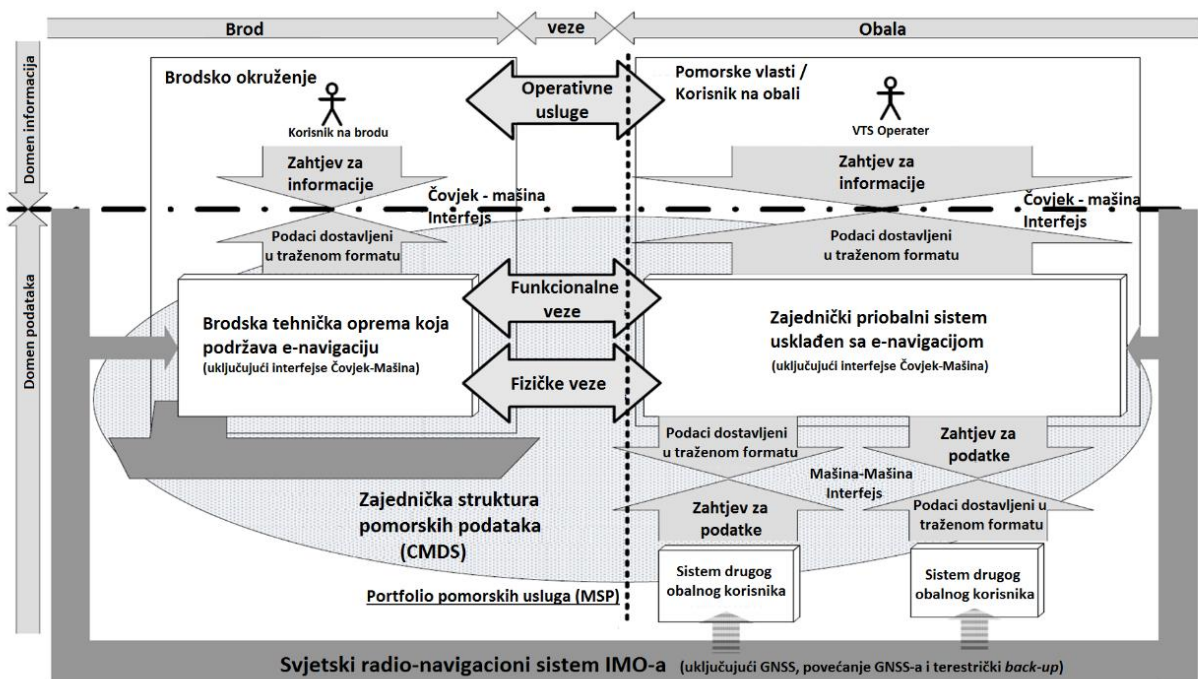 Brod
veze
Obala
Domen informacija
Domen podataka
Brodsko okruženje
Korisnik na brodu
Operativne
usluge
Pomorske vlasti /
Korisnik na obali
VTS Operater
Zahtjev za
informacije
Čovjek - mašina
Interfejs
Zahtjev za
informacije
Čovjek - mašina
Interfejs
Podaci dostavljeni
u traženom formatu
Podaci dostavljeni
u traženom formatu
Brodska tehnička oprema koja
podržava e-navigaciju
(uključujući interfejse Čovjek-Mašina)
Funkcionalne
veze
Fizičke veze
Zajednički priobalni sistem
usklađen sa e-navigacijom
(uključujući interfejse Čovjek-Mašina)
Podaci dostavljeni
u traženom formatu
Zahtjev za
podatke
Mašina-Mašina
Interfejs
Zahtjev za
podatke
Podaci dostavljeni u
traženom formatu
Zajednička struktura
pomorskih podataka
(CMDS)
Sistem drugog
obalnog korisnika
Sistem drugog
obalnog korisnika
Portfolio pomorskih usluga (MSP)
Svjetski radio-navigacioni sistem IMO-a (uključujući GNSS, povećanje GNSS-a i terestrički back-up)